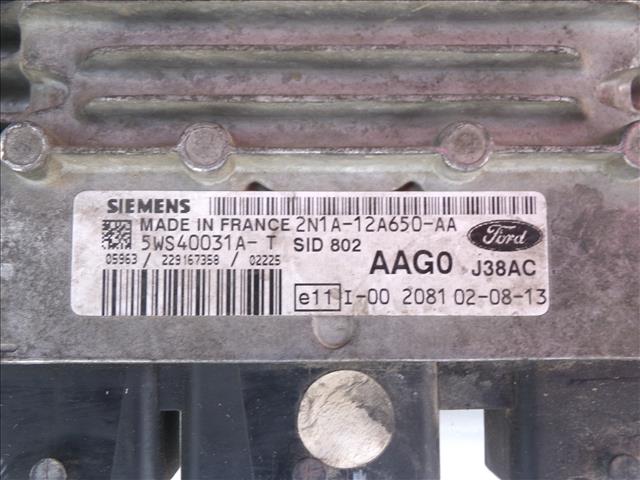 SIEMENS
MADE IN FRANCE 2N1A-12A650-AA
5WS40031A-T SID 802
Ford
05963 / 229167358 / 02225
AAG0 J38AC
e11 I-00 2081 02-08-13